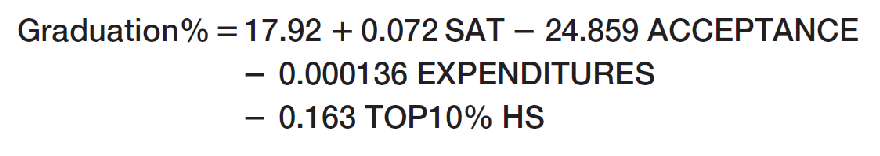 Graduation% = 17.92 + 0.072 SAT − 24.859 ACCEPTANCE
− 0.000136 EXPENDITURES
− 0.163 TOP10% HS